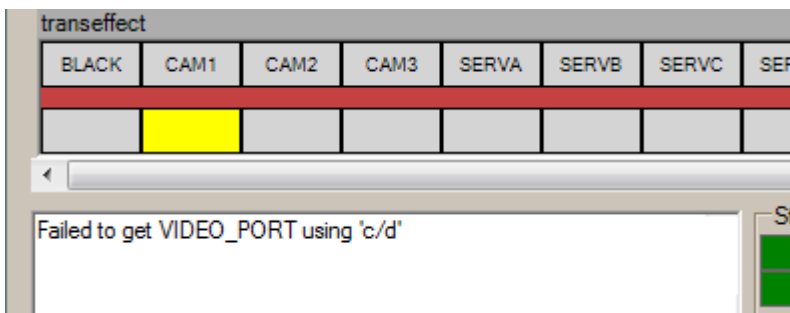 transeffect
BLACK CAM1 CAM2 CAM3 SERVA SERVB SERVC
Failed to get VIDEO_PORT using 'c/d'